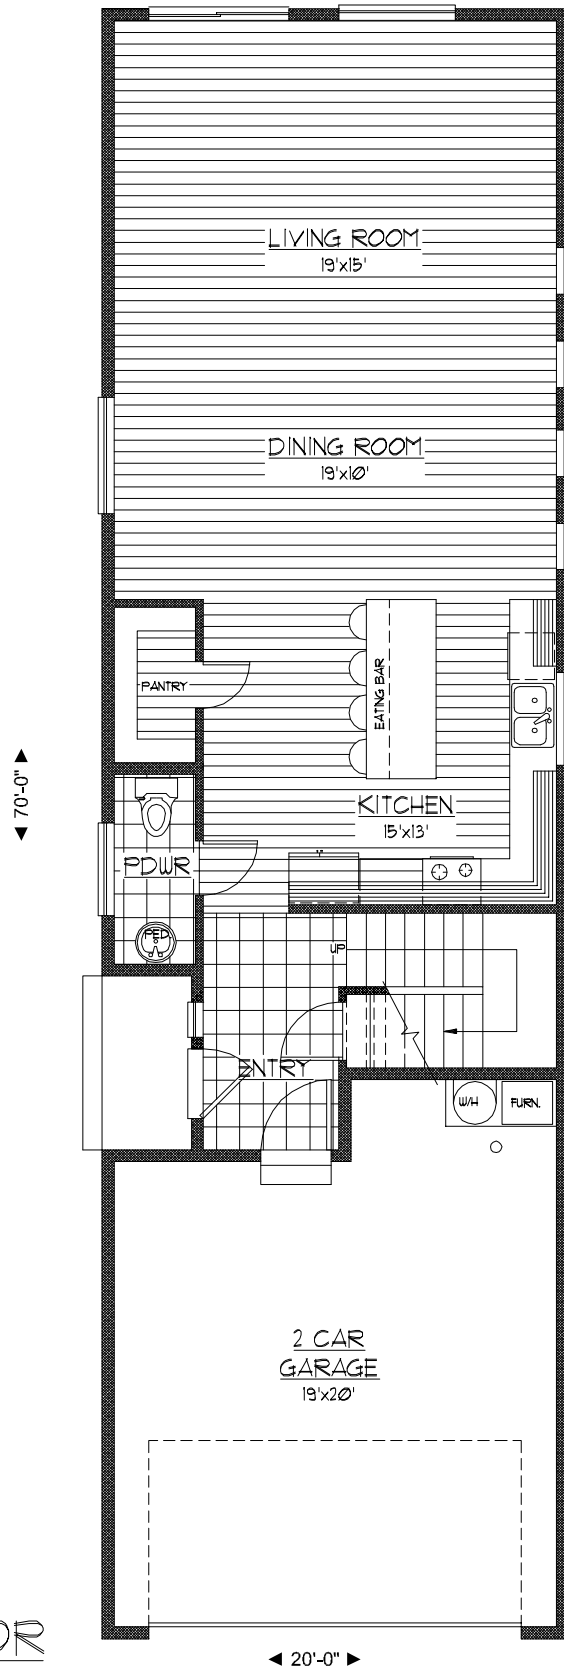 LIVING ROOM
19'x15'
DINING ROOM
19'x10'
PANTRY
EATING BAR
70'-0"
KITCHEN
15'x13'
PDWR
PED.
UP
ENTRY
W/H
FURN.
2 CAR
GARAGE
19'x20'
20'-0"